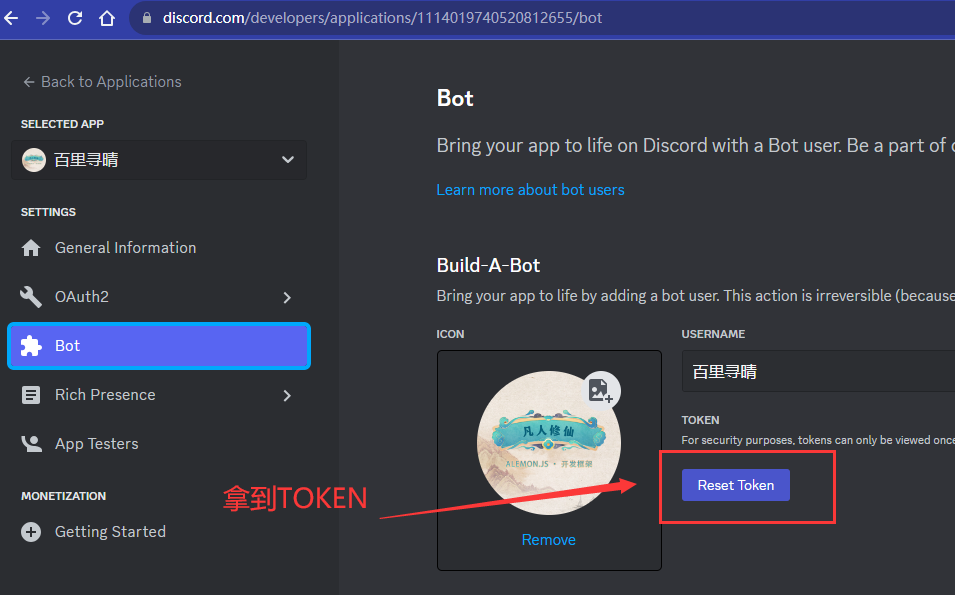 discord.com/developers/applications/1114019740520812655/bot
Back to Applications
SELECTED APP
百里寻晴
SETTINGS
General Information
OAuth2
Bot
Rich Presence
App Testers
MONETIZATION
Getting Started
Bot
Bring your app to life on Discord with a Bot user. Be a part of
Learn more about bot users
Build-A-Bot
Bring your app to life by adding a bot user. This action is irreversible (because
ICON
凡人修仙
ALEMON.JS • 开发框架
Remove
USERNAME
百里寻晴
TOKEN
For security purposes, tokens can only be viewed once
Reset Token
拿到TOKEN